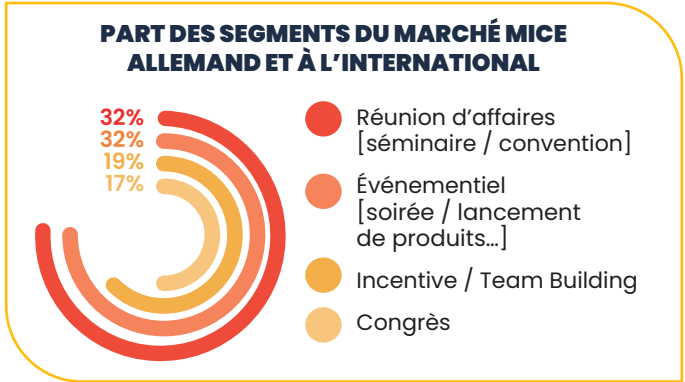 PART DES SEGMENTS DU MARCHÉ MICE
ALLEMAND ET À L’INTERNATIONAL
32%
32%
19%
17%
Réunion d’affaires
[séminaire / convention]
Événementiel
[soirée / lancement
de produits…]
Incentive / Team Building
Congrès